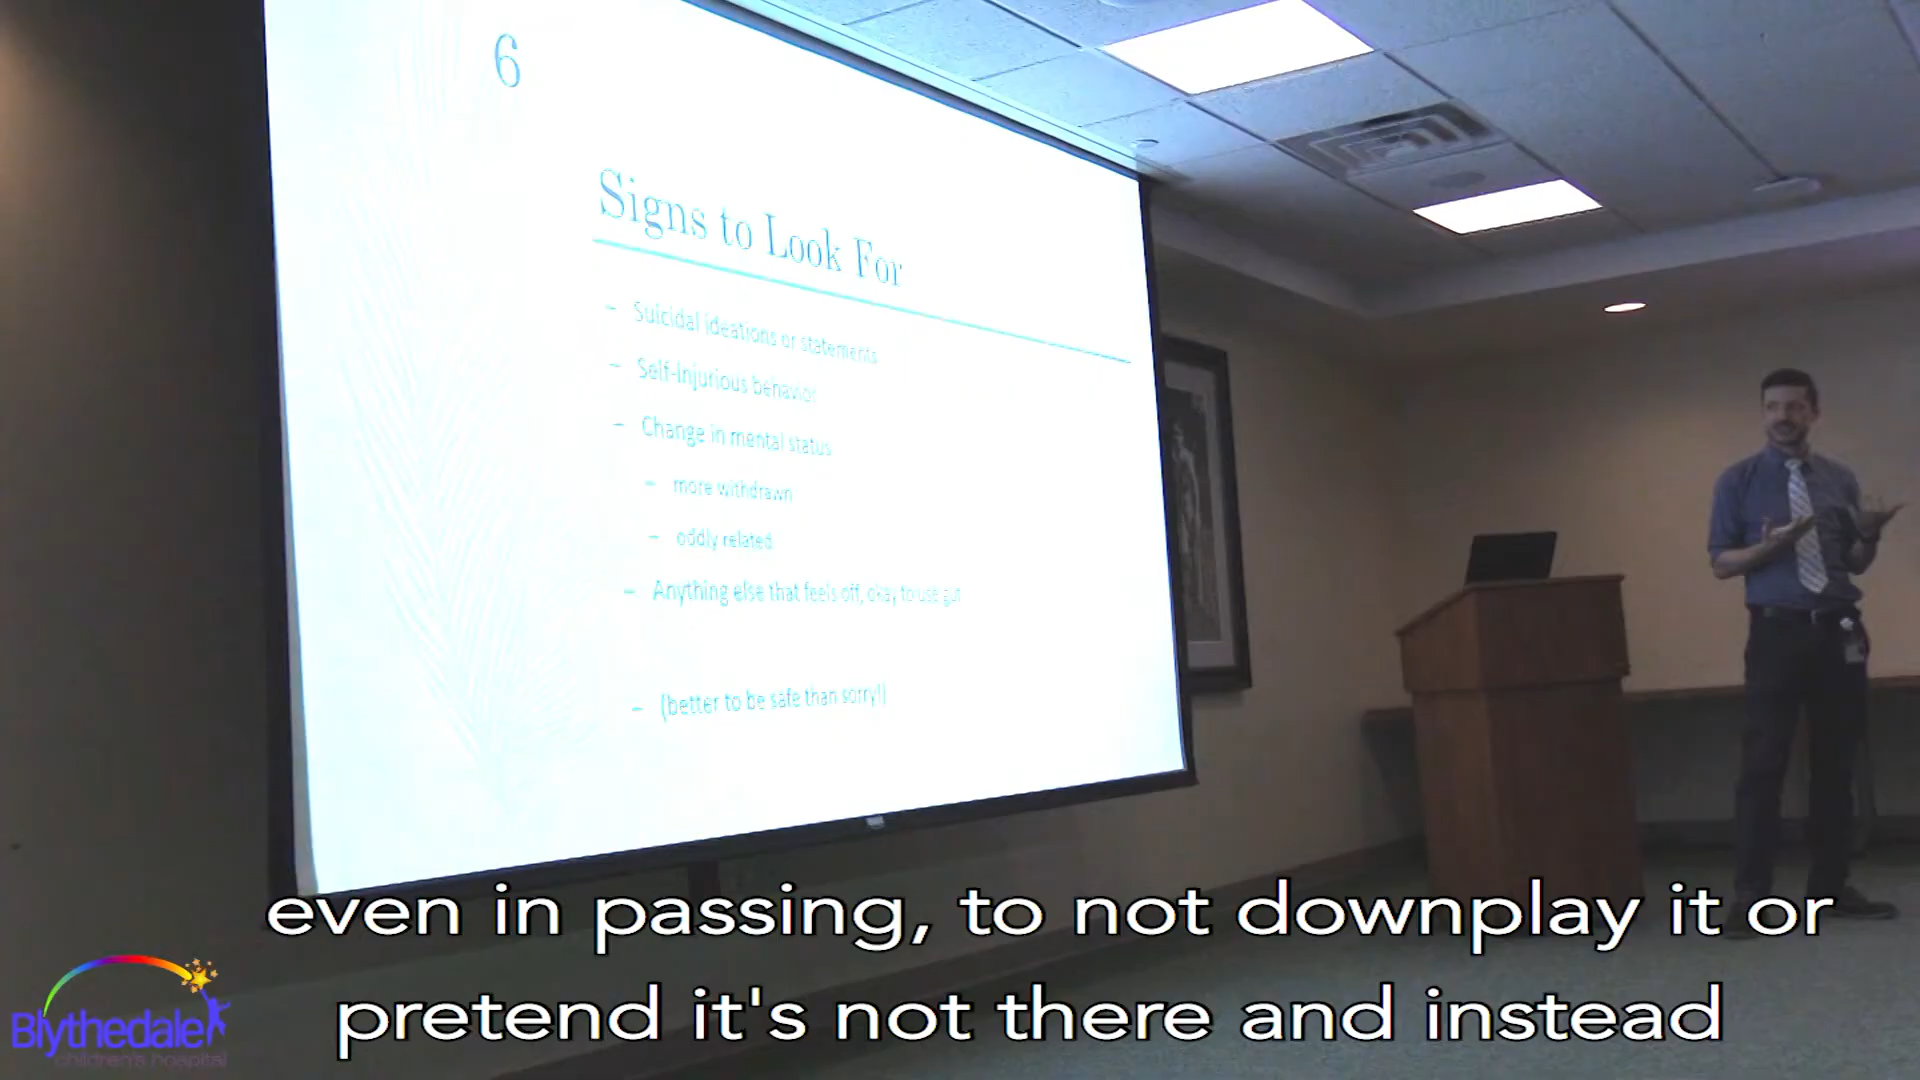 6
Signs to Look For
– Suicidal ideations or statements
– Self-injurious behavior
– Change in mental status
– more withdrawn
– oddly related
– Anything else that feels off, okay to use gut
– (better to be safe than sorry!)
even in passing, to not downplay it or
pretend it's not there and instead
Blythedale
children's hospital